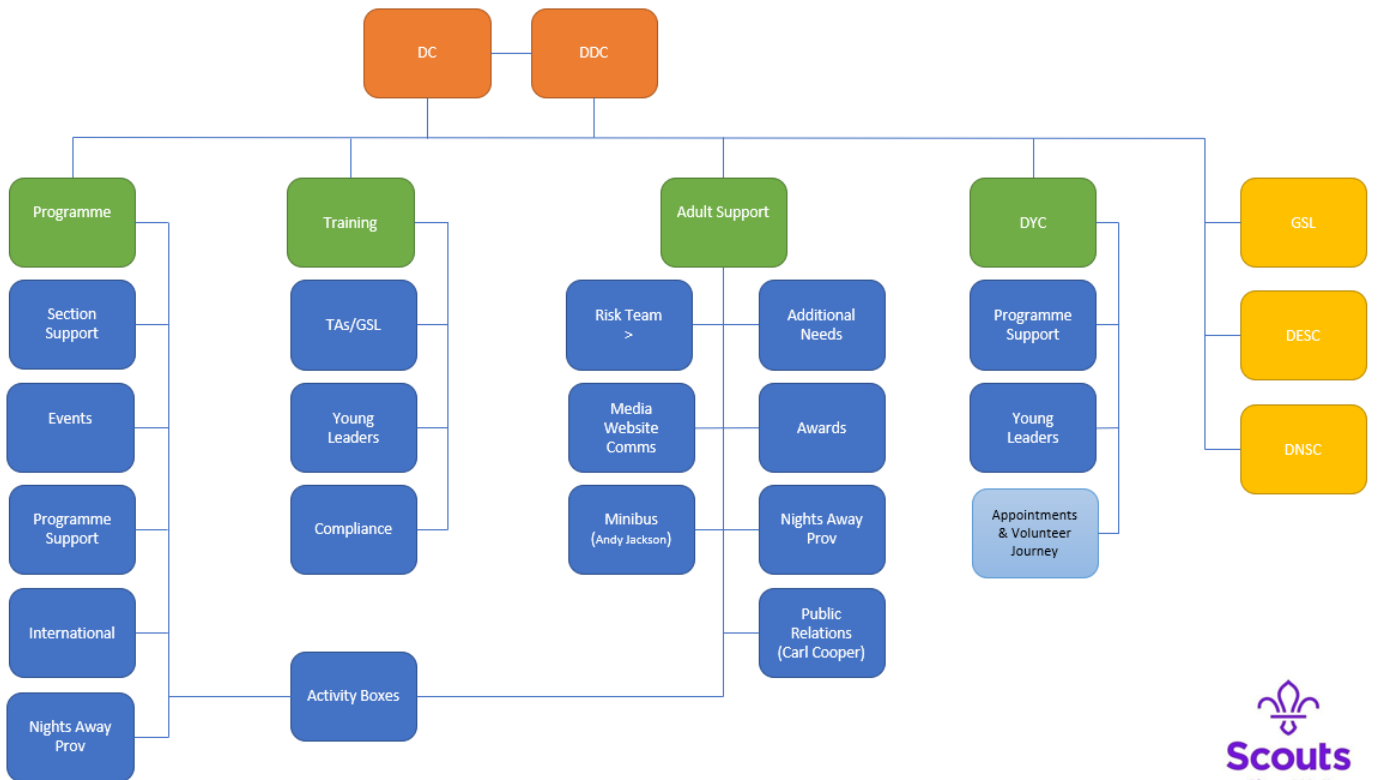 DC
DDC
Programme
Training
Adult Support
DYC
GSL
Section
Support
TAs/GSL
Risk Team
>
Additional
Needs
Programme
Support
DESC
Events
Young
Leaders
Media
Website
Comms
Awards
Young
Leaders
DNSC
Programme
Support
Compliance
Minibus
(Andy Jackson)
Nights Away
Prov
Appointments
& Volunteer
Journey
International
Activity Boxes
Public
Relations
(Carl Cooper)
Nights Away
Prov
Scouts